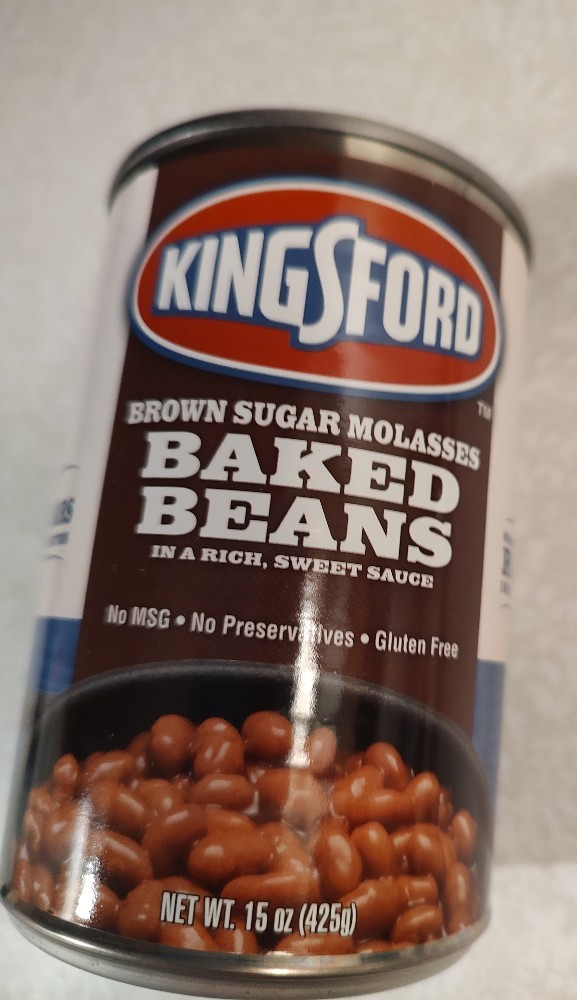 KINGSFORD
TM
BROWN SUGAR MOLASSES
BAKED
BEANS
IN A RICH, SWEET SAUCE
No MSG • No Preservatives • Gluten Free
NET WT. 15 oz (425g)